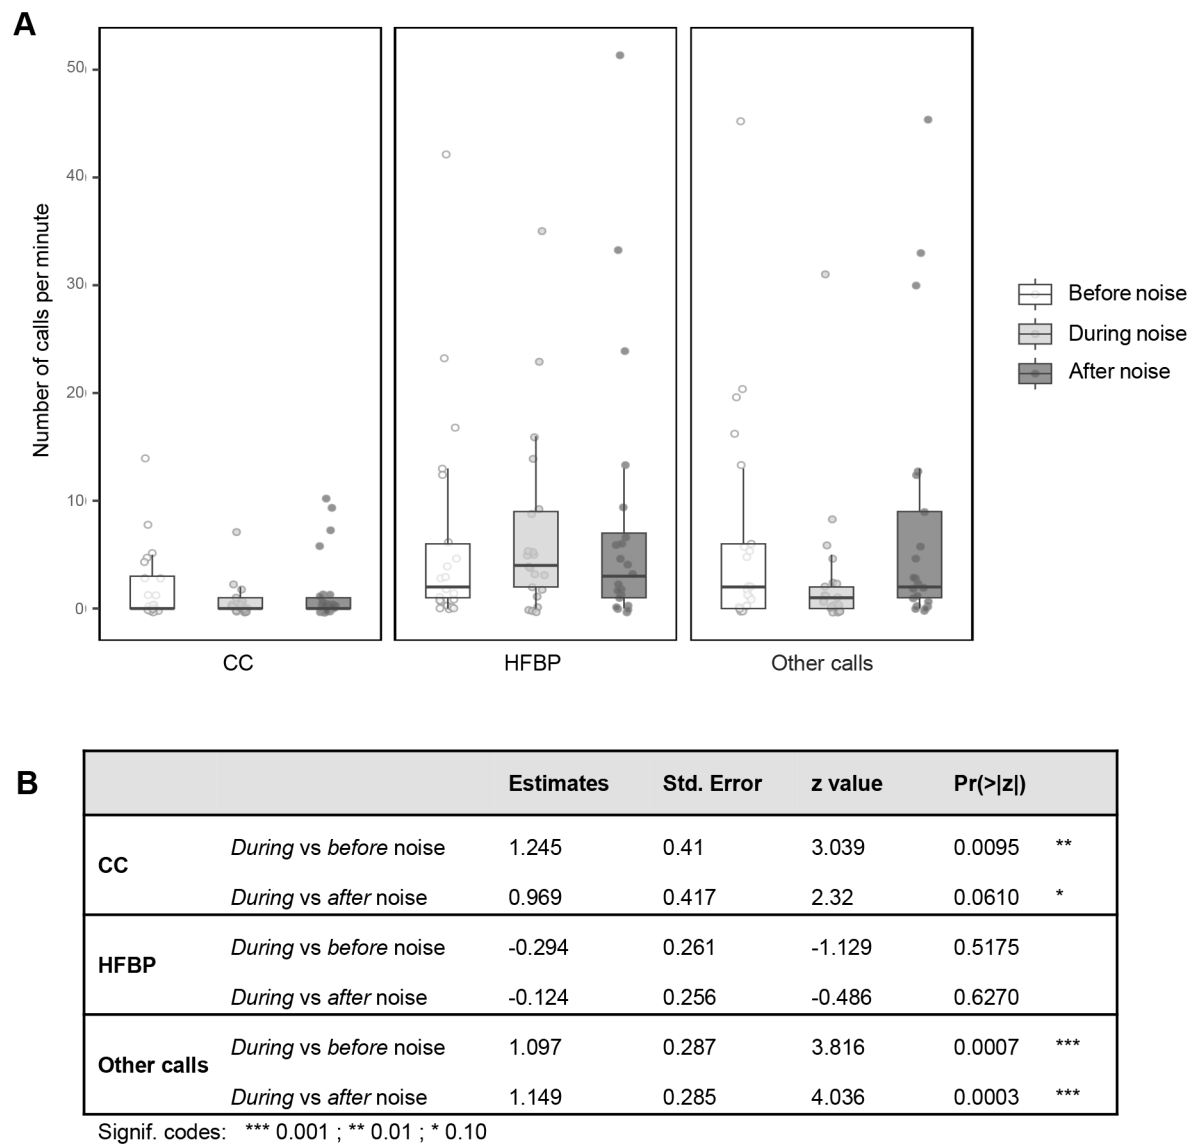 A
Number of calls per minute
50
40
30
20
10
0
CC
HFBP
Other calls
Before noise
During noise
After noise
B
Estimates Std. Error z value Pr(>|z|)
CC
During vs before noise 1.245 0.41 3.039 0.0095 **
During vs after noise 0.969 0.417 2.32 0.0610 *
HFBP
During vs before noise -0.294 0.261 -1.129 0.5175
During vs after noise -0.124 0.256 -0.486 0.6270
Other calls
During vs before noise 1.097 0.287 3.816 0.0007 ***
During vs after noise 1.149 0.285 4.036 0.0003 ***
Signif. codes: *** 0.001 ; ** 0.01 ; * 0.10